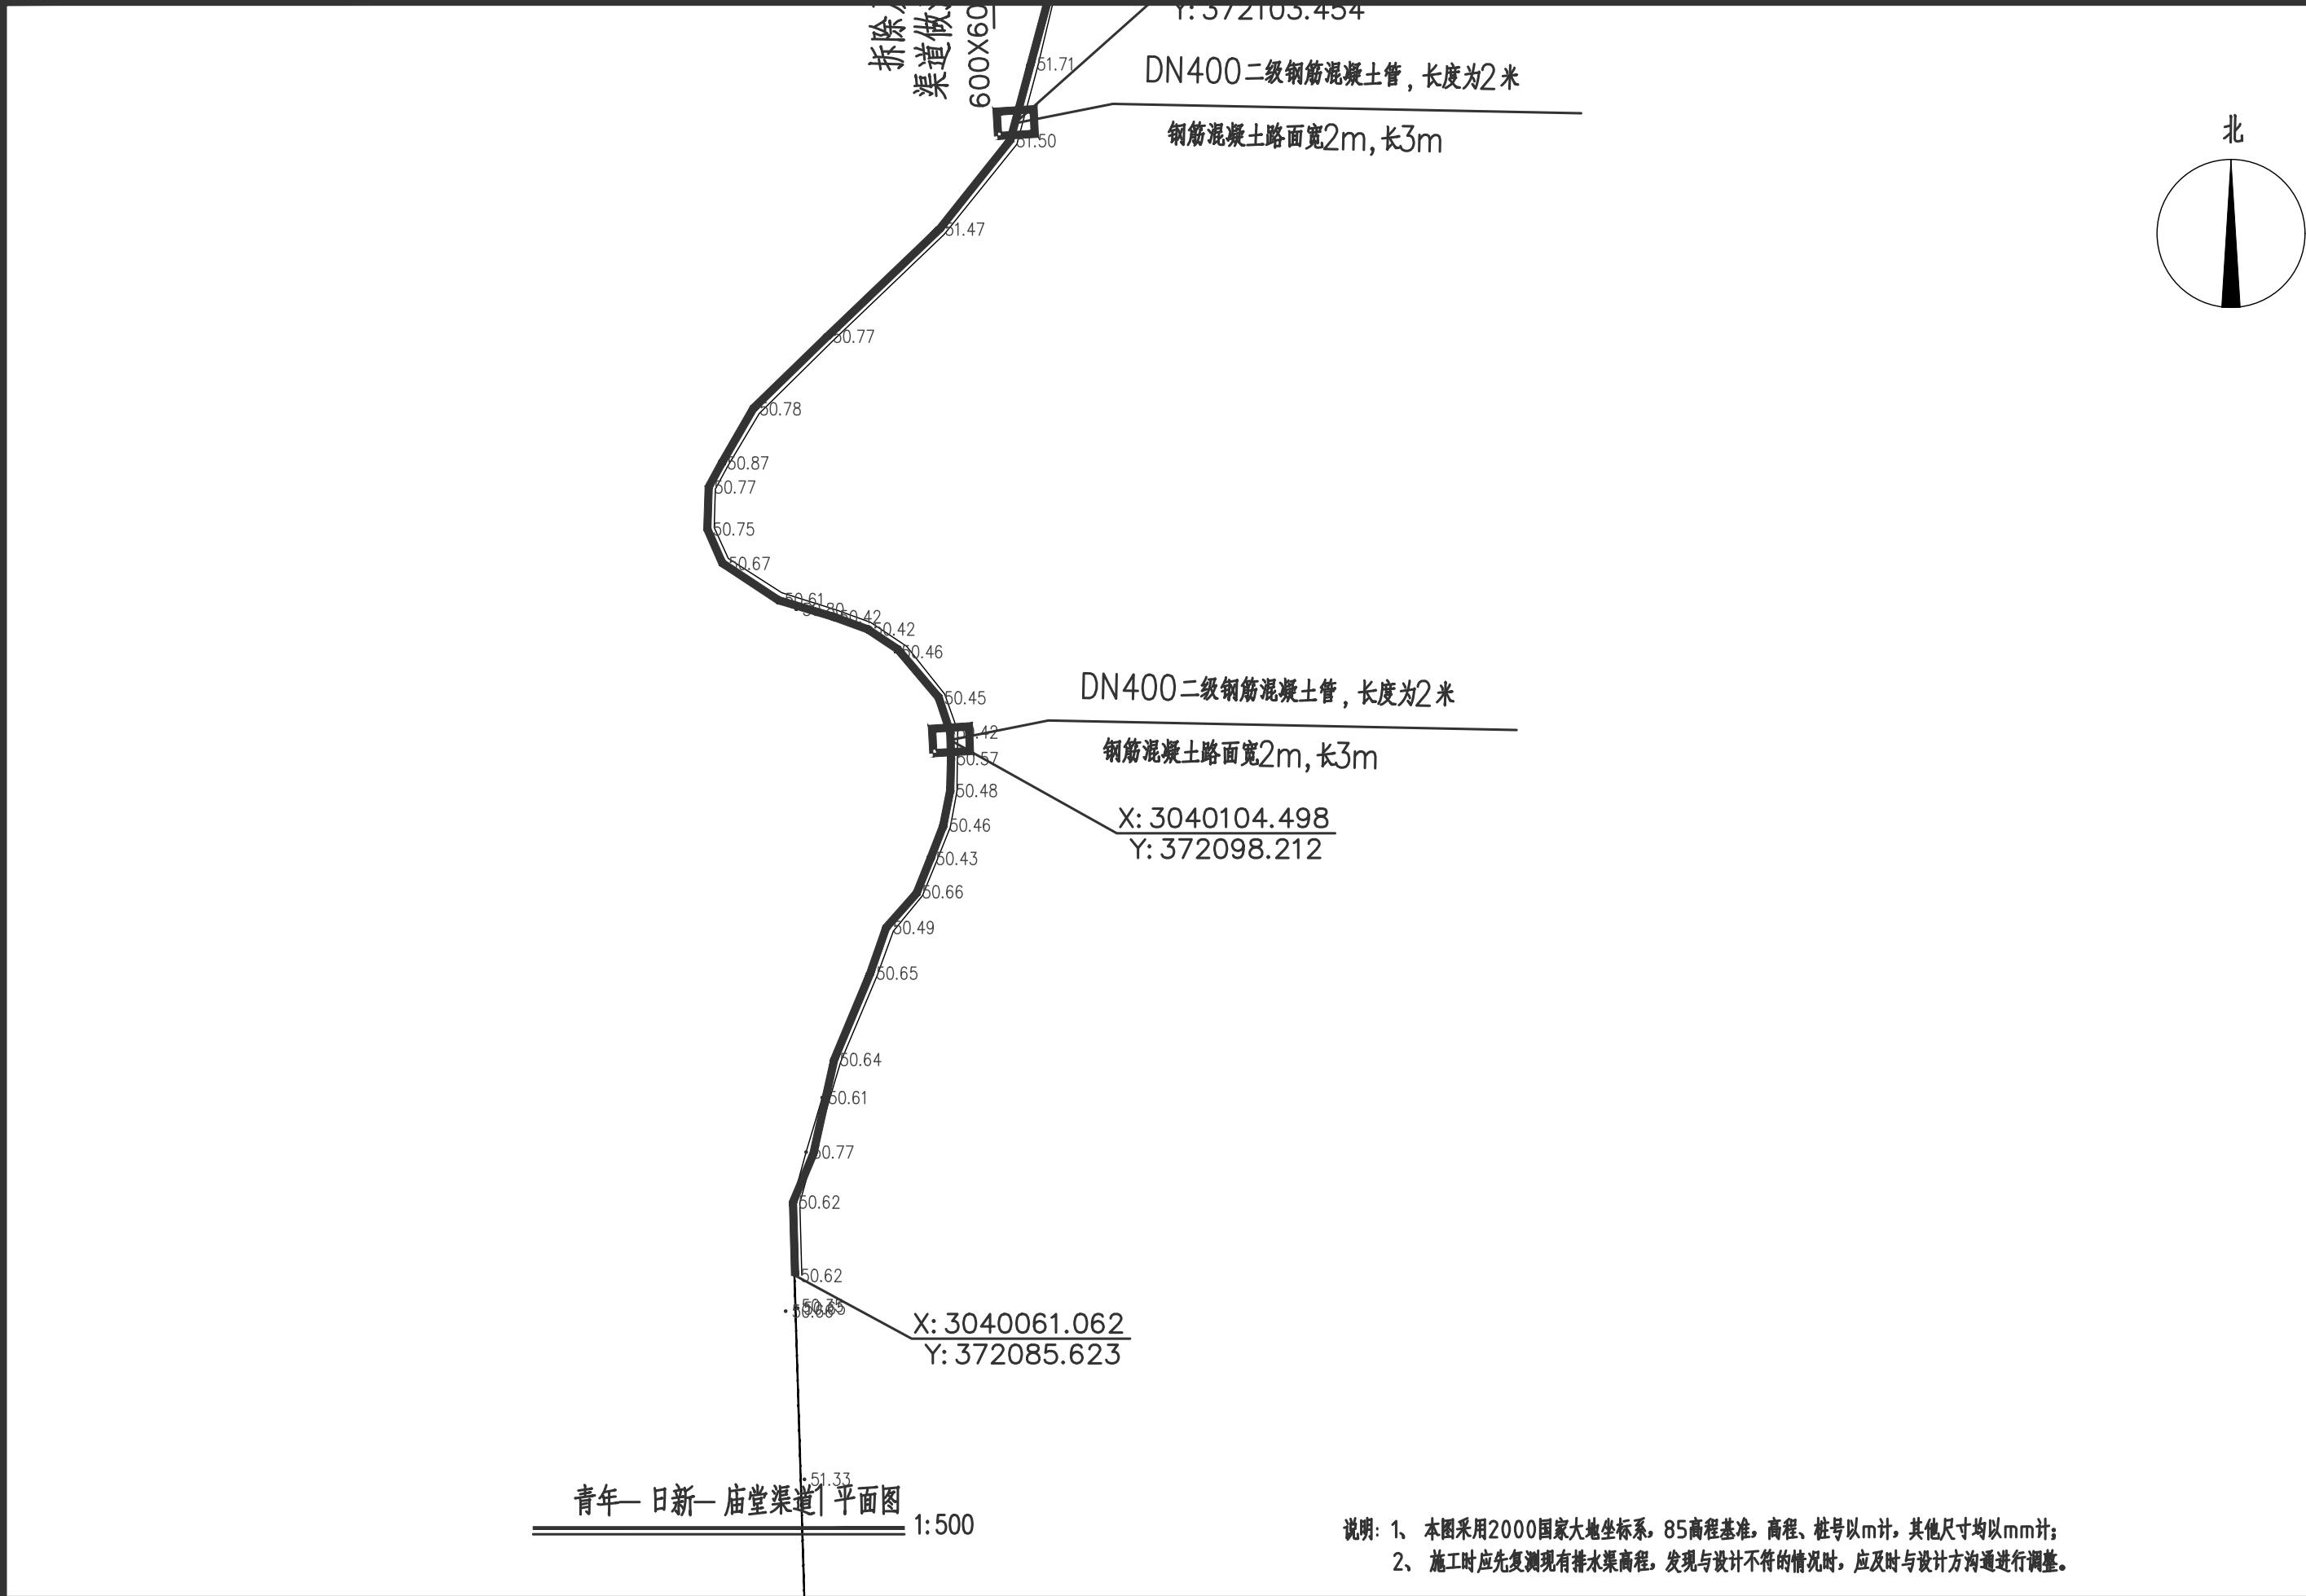 拆除
渠道做
600X60
Y: 372103.454
51.71
DN400二级钢筋混凝土管, 长度为2米
钢筋混凝土路面宽2m, 长3m
51.50
北
51.47
50.77
50.78
50.87
50.77
50.75
50.67
50.61
50.80
50.42
50.42
50.46
50.45
DN400二级钢筋混凝土管, 长度为2米
钢筋混凝土路面宽2m, 长3m
50.42
50.57
50.48
X: 3040104.498
Y: 372098.212
50.46
50.43
50.66
50.49
50.65
50.64
50.61
50.77
50.62
50.62
X: 3040061.062
Y: 372085.623
51.33
青年—日新—庙堂渠道1平面图
1:500
说明: 1、 本图采用2000国家大地坐标系, 85高程基准, 高程、桩号以m计, 其他尺寸均以mm计;
2、 施工时应先复测现有排水渠高程, 发现与设计不符的情况时, 应及时与设计方沟通进行调整。